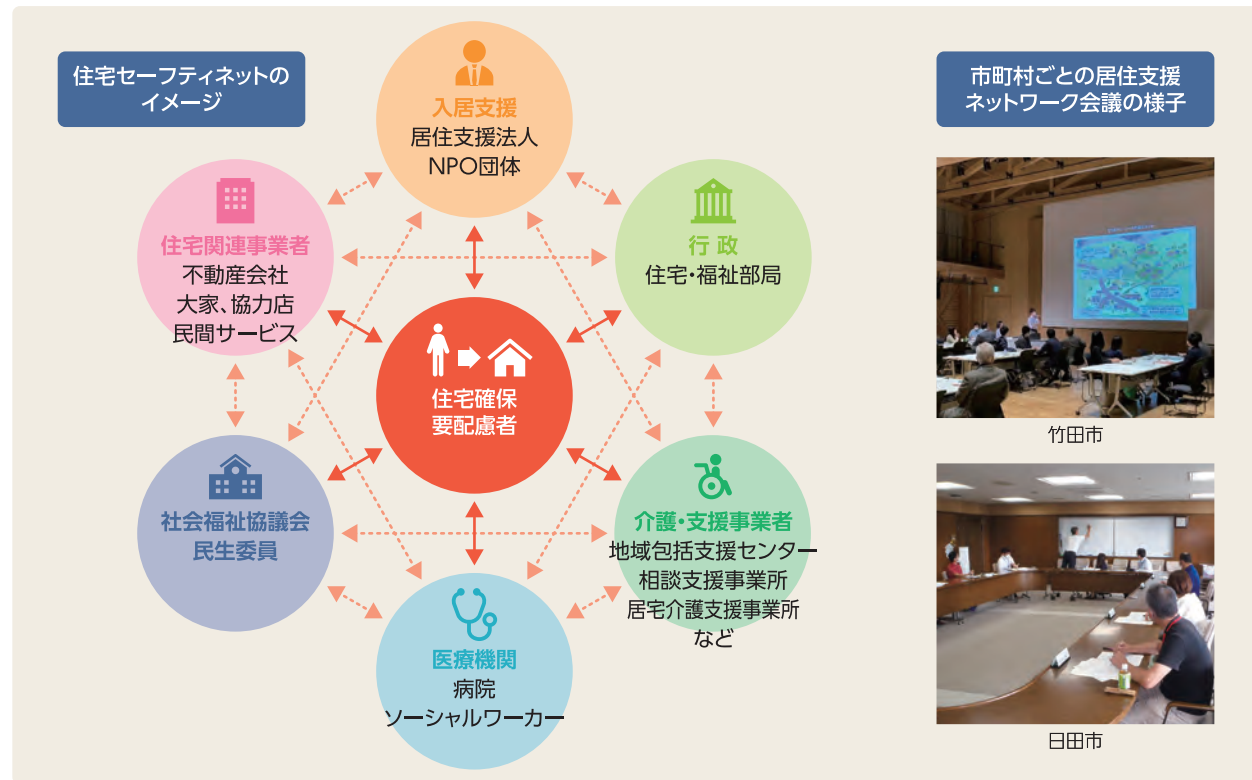 住宅セーフティネットの
イメージ
入居支援
居住支援法人
NPO団体
住宅関連事業者
不動産会社
大家、協力店
民間サービス
行政
住宅・福祉部局
住宅確保
要配慮者
社会福祉協議会
民生委員
介護・支援事業者
地域包括支援センター
相談支援事業所
居宅介護支援事業所
など
医療機関
病院
ソーシャルワーカー
市町村ごとの居住支援
ネットワーク会議の様子
竹田市
日田市